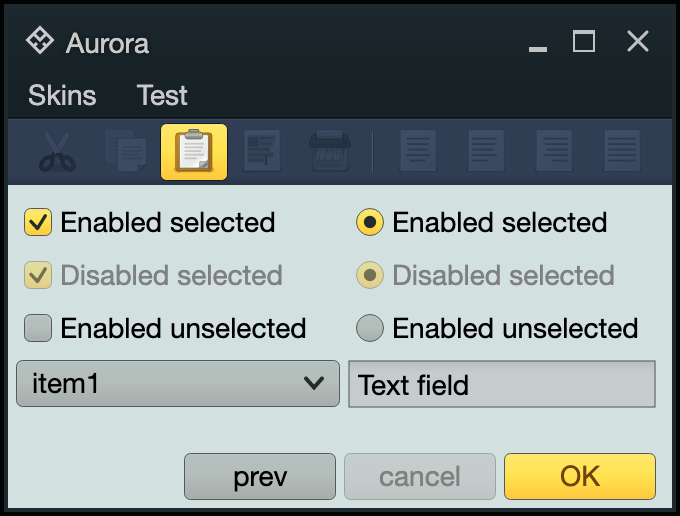 Aurora
Skins Test
Enabled selected Enabled selected
Disabled selected Disabled selected
Enabled unselected Enabled unselected
item1 Text field
prev cancel OK